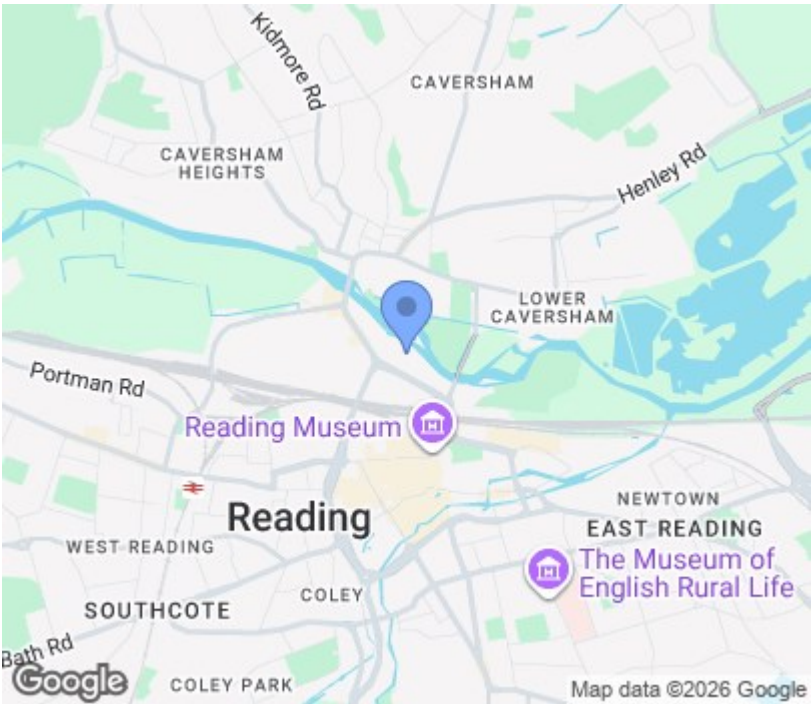 Kidmore Rd
CAVERSHAM
CAVERSHAM
HEIGHTS
Henley Rd
LOWER
CAVERSHAM
Portman Rd
Reading Museum
Reading
NEWTOWN
EAST READING
WEST READING
The Museum of
English Rural Life
COLEY
SOUTHCOTE
Bath Rd
COLEY PARK
Google
Map data ©2026 Google